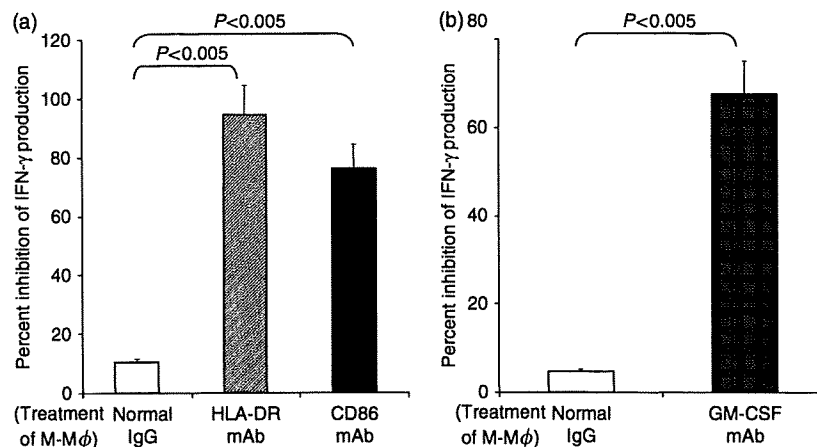 (a)
P<0.005
P<0.005
120
100
80
60
40
20
0
Percent inhibition of IFN-γ production
(Treatment of M-Mϕ)
Normal IgG
HLA-DR mAb
CD86 mAb
(b)
P<0.005
80
60
40
20
0
Percent inhibition of IFN-γ production
(Treatment of M-Mϕ)
Normal IgG
GM-CSF mAb